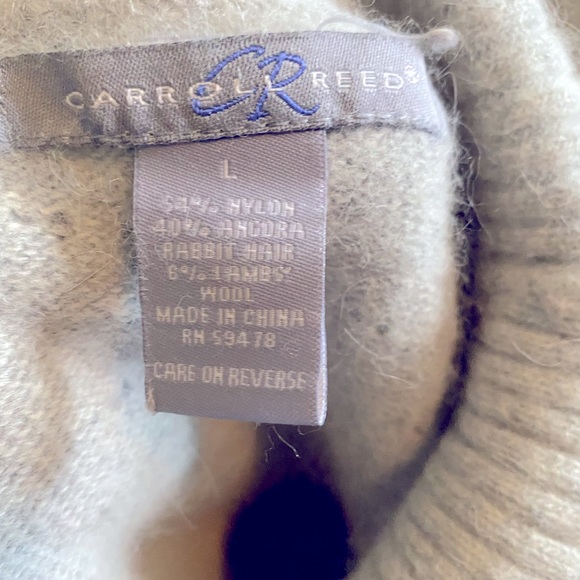 CARROLL REED®
CR
L
54% NYLON
40% ANGORA
RABBIT HAIR
6% LAMBS'
WOOL
MADE IN CHINA
RN 59478
CARE ON REVERSE